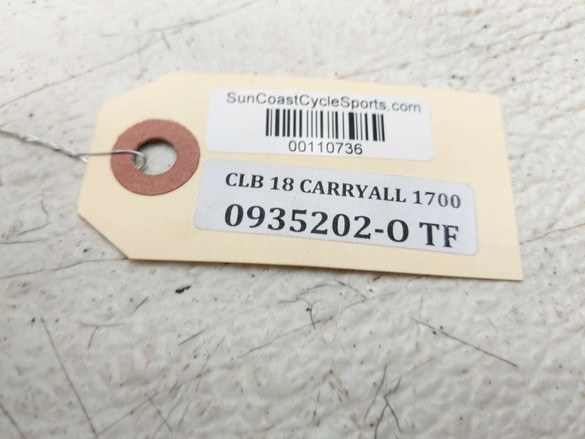 SunCoastCycleSports.com
00110736
CLB 18 CARRYALL 1700
0935202-O TF